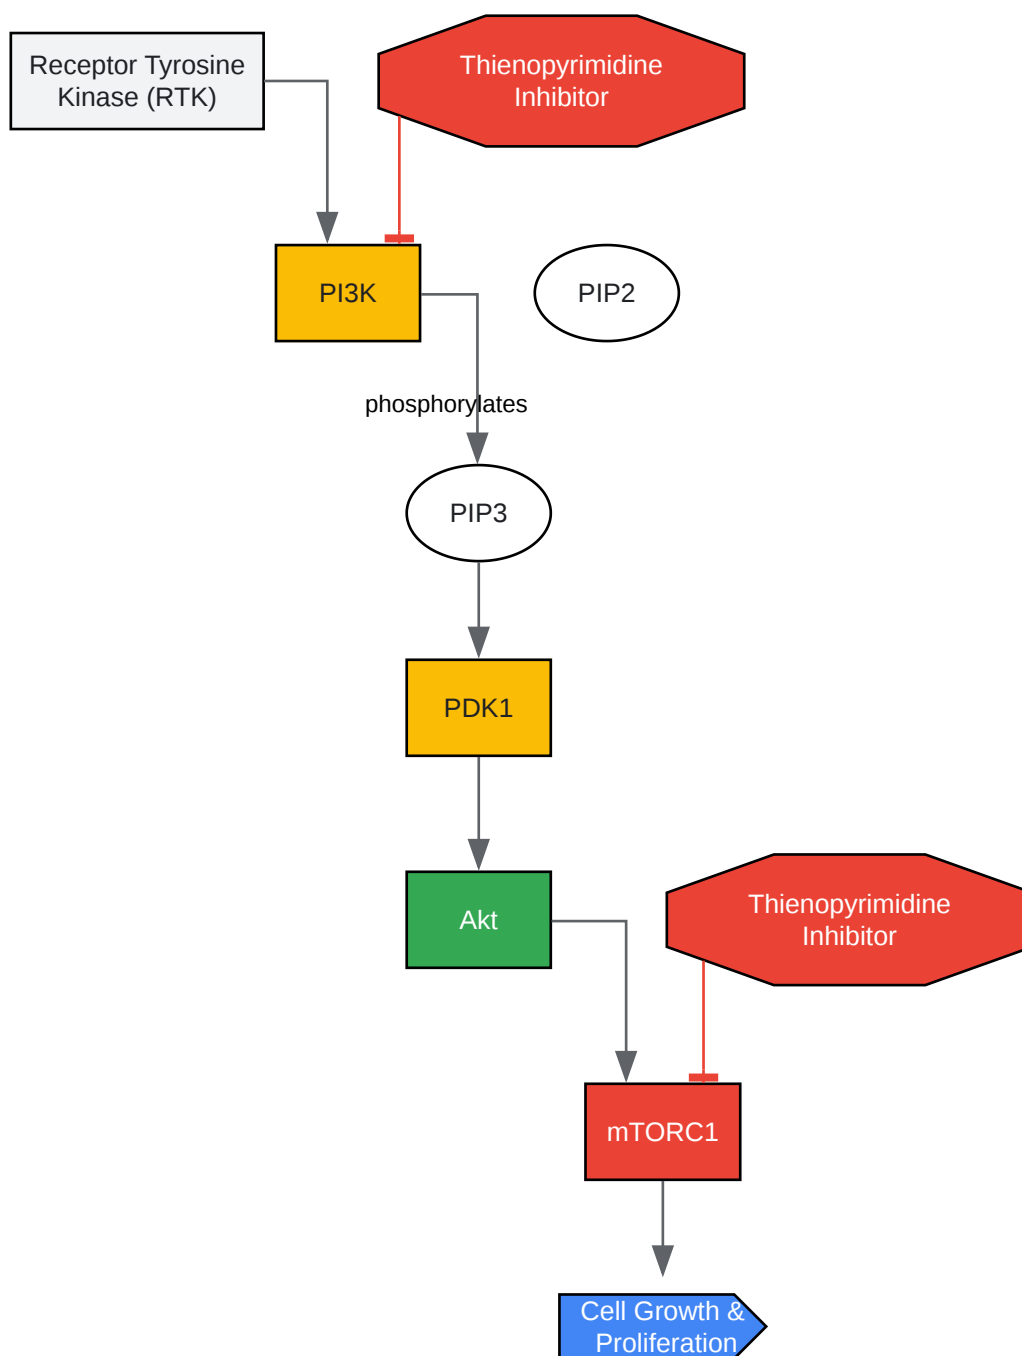 Receptor Tyrosine
Kinase (RTK)
Thienopyrimidine
Inhibitor
PI3K
PIP2
phosphorylates
PIP3
PDK1
Akt
Thienopyrimidine
Inhibitor
mTORC1
Cell Growth &
Proliferation